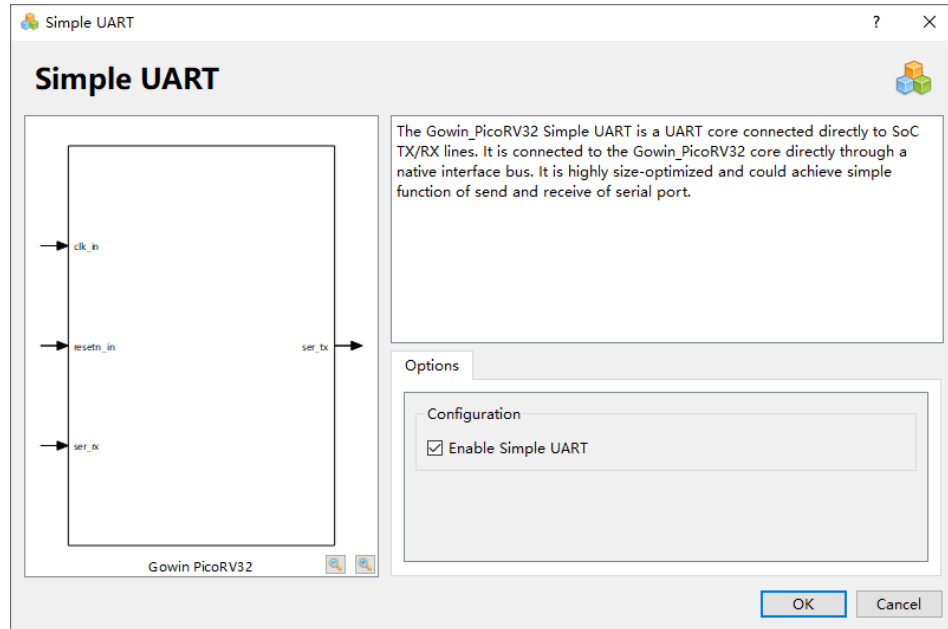 Simple UART
?
Simple UART
The Gowin_PicoRV32 Simple UART is a UART core connected directly to SoC
TX/RX lines. It is connected to the Gowin_PicoRV32 core directly through a
native interface bus. It is highly size-optimized and could achieve simple
function of send and receive of serial port.
clk_in
resetn_in
ser_tx
ser_rx
Gowin PicoRV32
Options
Configuration
Enable Simple UART
OK
Cancel